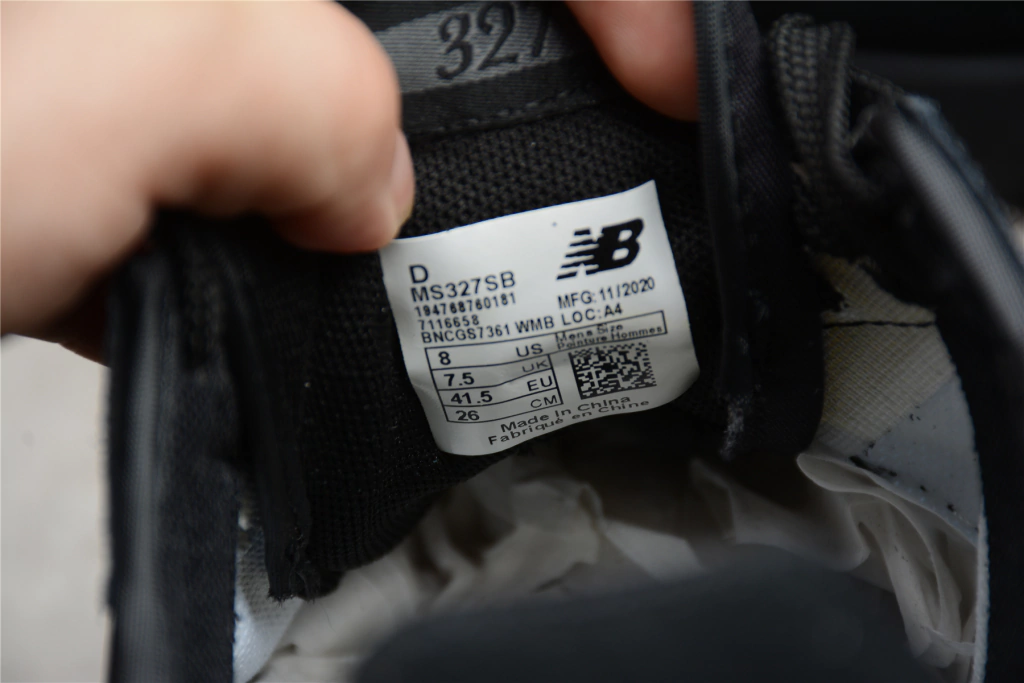 327
D
NB
MS327SB
194768760181
7116658
MFG: 11/2020
BNCGS7361 WMB LOC: A4
8 US
Mens Size
Pointure Hommes
7.5 UK
41.5 EU
26 CM
Made In China
Fabriqué en Chine